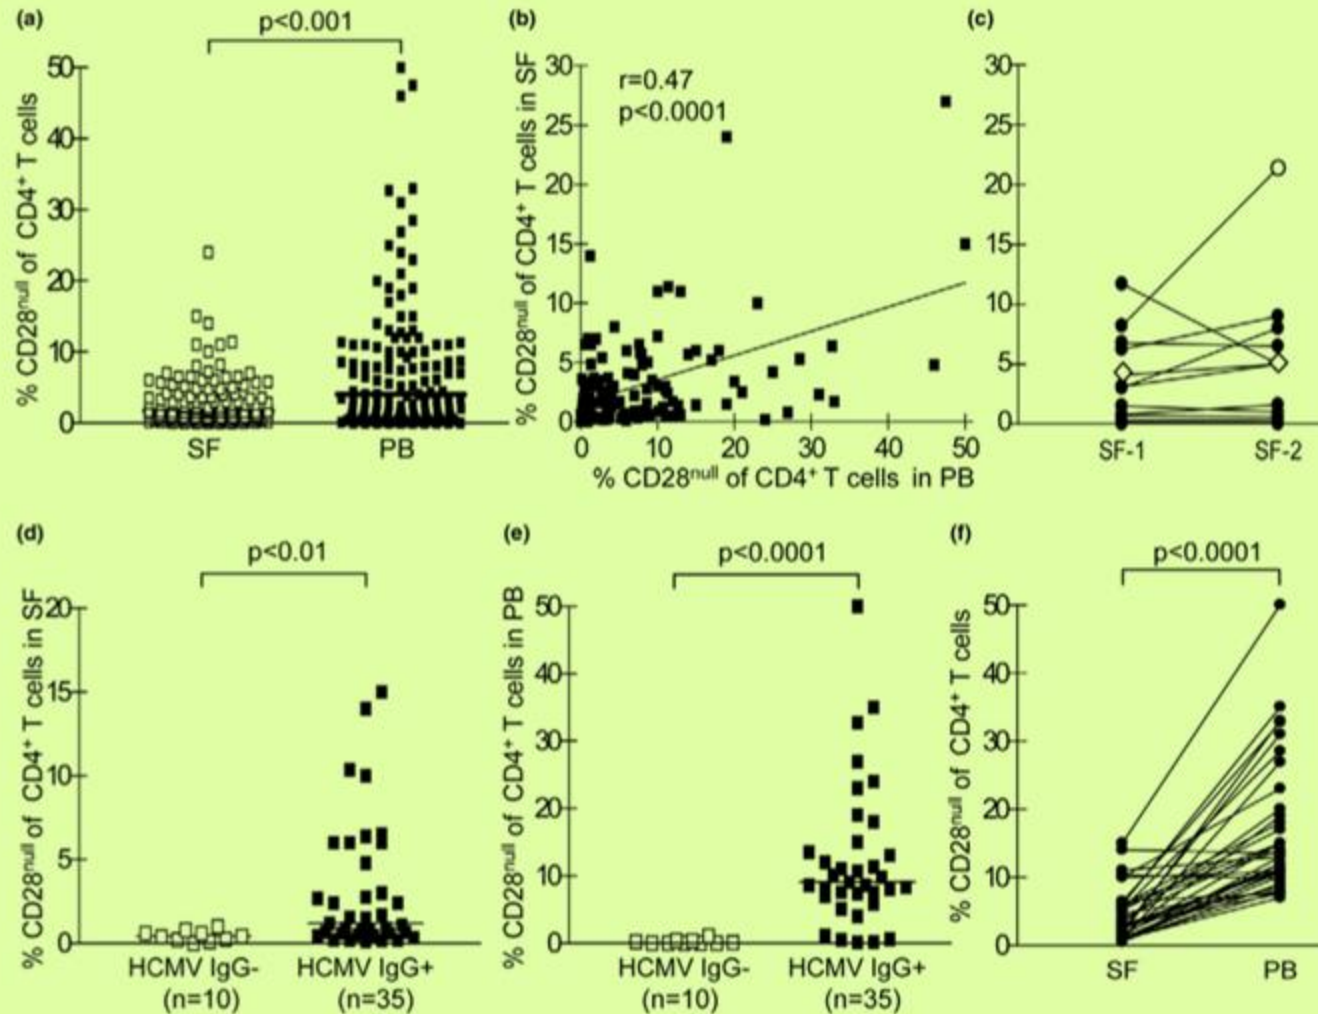 (a)
p<0.001
% CD28null of CD4+ T cells
50
40
30
20
10
0
SF
PB
(b)
r=0.47
p<0.0001
% CD28null of CD4+ T cells in SF
30
25
20
15
10
5
0
0 10 20 30 40 50
% CD28null of CD4+ T cells in PB
(c)
30
25
20
15
10
5
0
SF-1
SF-2
(d)
p<0.01
% CD28null of CD4+ T cells in SF
20
15
10
5
0
HCMV IgG-
(n=10)
HCMV IgG+
(n=35)
(e)
p<0.0001
% CD28null of CD4+ T cells in PB
50
40
30
20
10
0
HCMV IgG-
(n=10)
HCMV IgG+
(n=35)
(f)
p<0.0001
% CD28null of CD4+ T cells
50
40
30
20
10
0
SF
PB